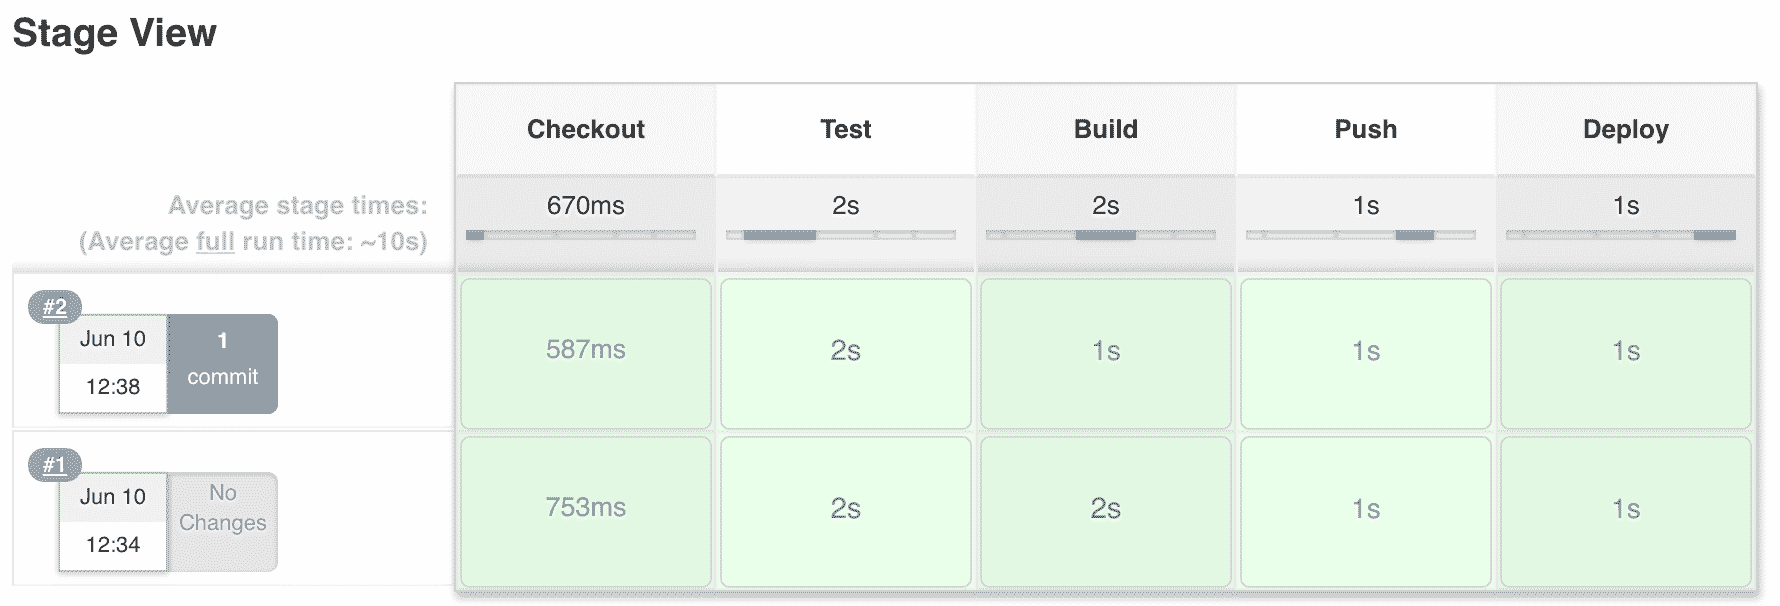 Stage View
Checkout Test Build Push Deploy
Average stage times:
(Average full run time: ~10s)
670ms 2s 2s 1s 1s
#2
Jun 10
12:38
1
commit
587ms 2s 1s 1s 1s
#1
Jun 10
12:34
No
Changes
753ms 2s 2s 1s 1s